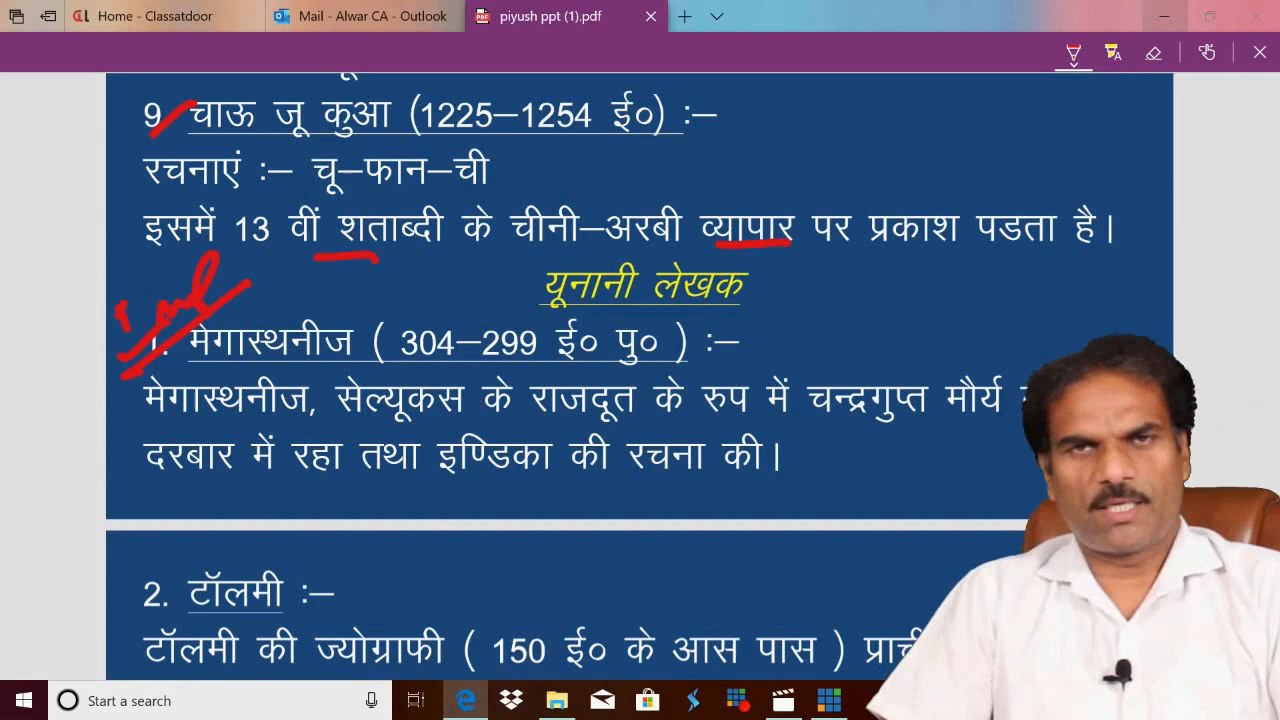 Home - Classatdoor
Mail - Alwar CA - Outlook
piyush ppt (1).pdf
9 चाऊ जू कुआ (1225–1254 ई०) :–
रचनाएं :– चू–फान–ची
इसमें 13 वीं शताब्दी के चीनी–अरबी व्यापार पर प्रकाश पडता है।
यूनानी लेखक
1. मेगास्थनीज ( 304–299 ई० पु० ) :–
मेगास्थनीज, सेल्यूकस के राजदूत के रुप में चन्द्रगुप्त मौर्य
दरबार में रहा तथा इण्डिका की रचना की।
2. टॉलमी :–
टॉलमी की ज्योग्राफी ( 150 ई० के आस पास )
Start a search